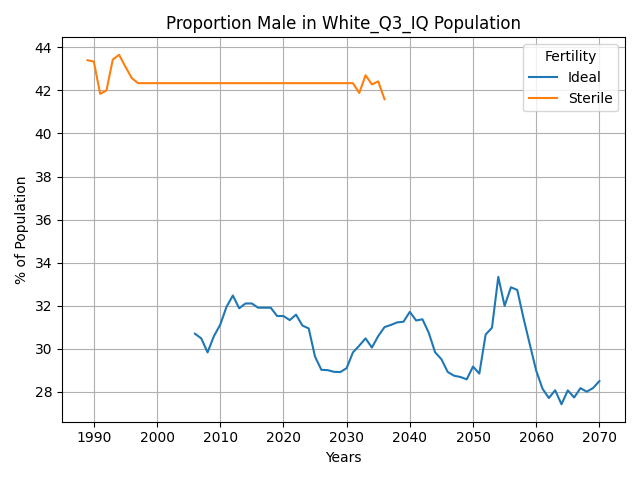 Proportion Male in White_Q3_IQ Population
Fertility
Ideal
Sterile
% of Population
44
42
40
38
36
34
32
30
28
1990 2000 2010 2020 2030 2040 2050 2060 2070
Years